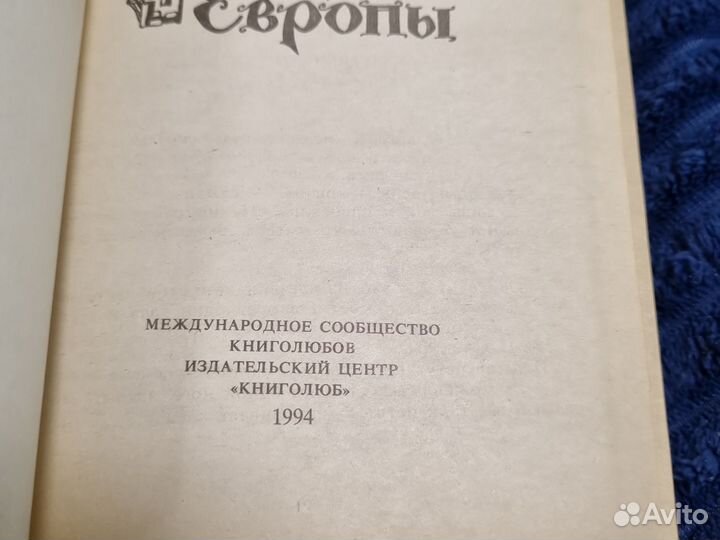 Европы
МЕЖДУНАРОДНОЕ СООБЩЕСТВО
КНИГОЛЮБОВ
ИЗДАТЕЛЬСКИЙ ЦЕНТР
«КНИГОЛЮБ»
1994
Avito